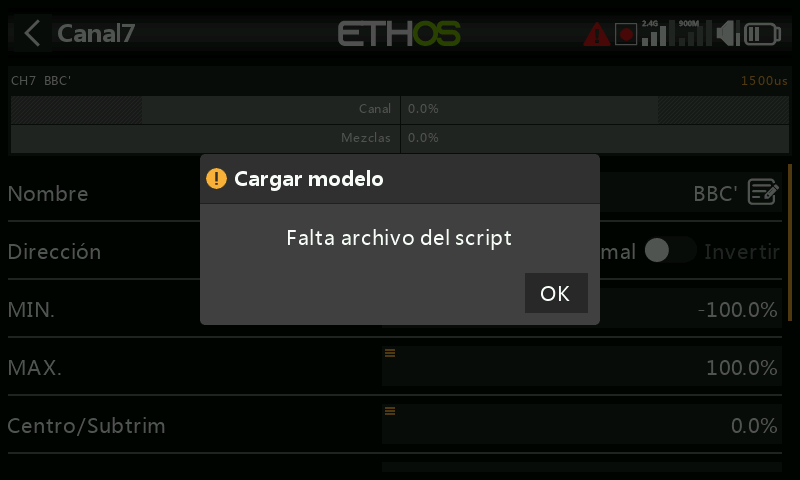 Canal7
ETHOS
2.4G
900M
CH7 BBC'
1500us
Canal 0.0%
Mezclas 0.0%
Cargar modelo
Falta archivo del script
OK
Nombre
BBC'
Dirección
mal
Invertir
MIN.
-100.0%
MAX.
100.0%
Centro/Subtrim
0.0%